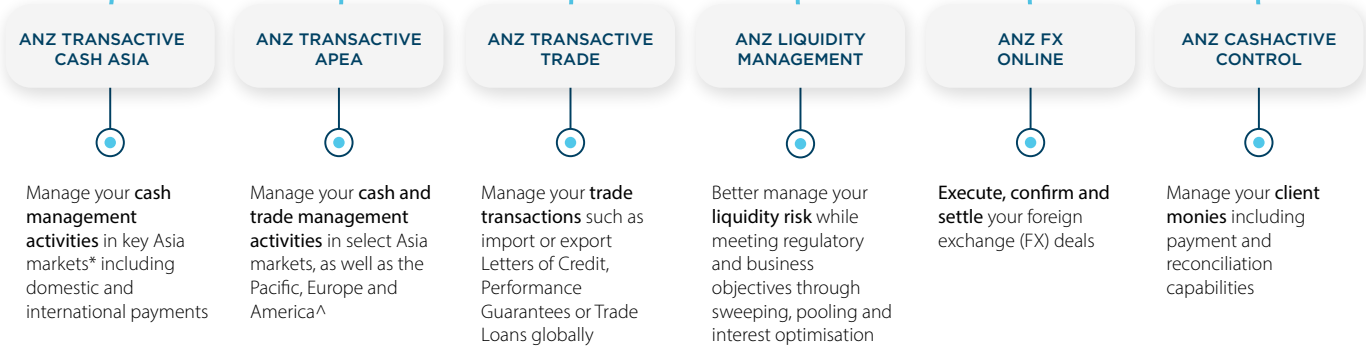 ANZ TRANSACTIVE
CASH ASIA
ANZ TRANSACTIVE
APEA
ANZ TRANSACTIVE
TRADE
ANZ LIQUIDITY
MANAGEMENT
ANZ FX
ONLINE
ANZ CASHACTIVE
CONTROL
Manage your cash
management
activities in key Asia
markets* including
domestic and
international payments
Manage your cash and
trade management
activities in select Asia
markets, as well as the
Pacific, Europe and
America^
Manage your trade
transactions such as
import or export
Letters of Credit,
Performance
Guarantees or Trade
Loans globally
Better manage your
liquidity risk while
meeting regulatory
and business
objectives through
sweeping, pooling and
interest optimisation
Execute, confirm and
settle your foreign
exchange (FX) deals
Manage your client
monies including
payment and
reconciliation
capabilities